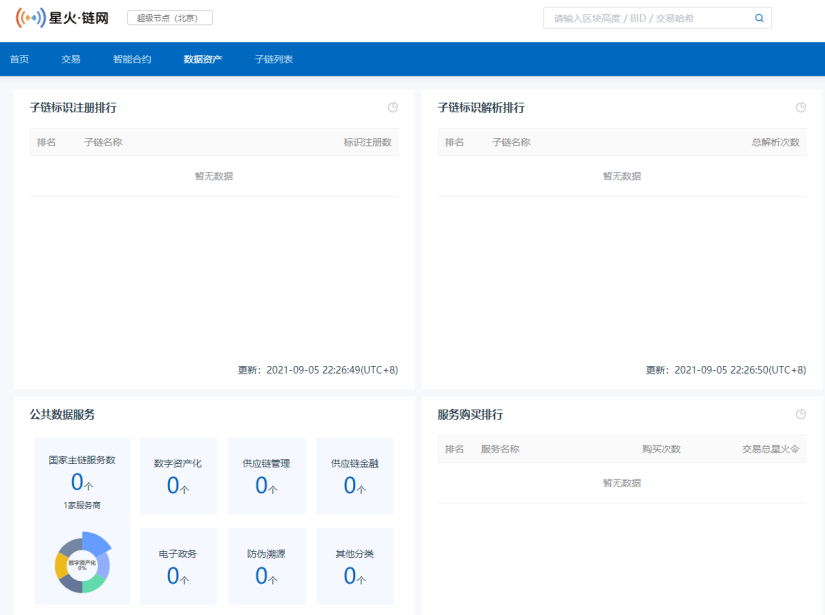 星火·链网 超级节点（北京） 请输入区块高度 / BID / 交易哈希
首页 交易 智能合约 数据资产 子链列表
子链标识注册排行
排名 子链名称 标识注册数
暂无数据
更新：2021-09-05 22:26:49(UTC+8)
子链标识解析排行
排名 子链名称 总解析次数
暂无数据
更新：2021-09-05 22:26:50(UTC+8)
公共数据服务
国家主链服务数
0个
1家服务商
数字资产化
0%
数字资产化
0个
供应链管理
0个
供应链金融
0个
电子政务
0个
防伪溯源
0个
其他分类
0个
服务购买排行
排名 服务名称 购买次数 交易总星火令
暂无数据